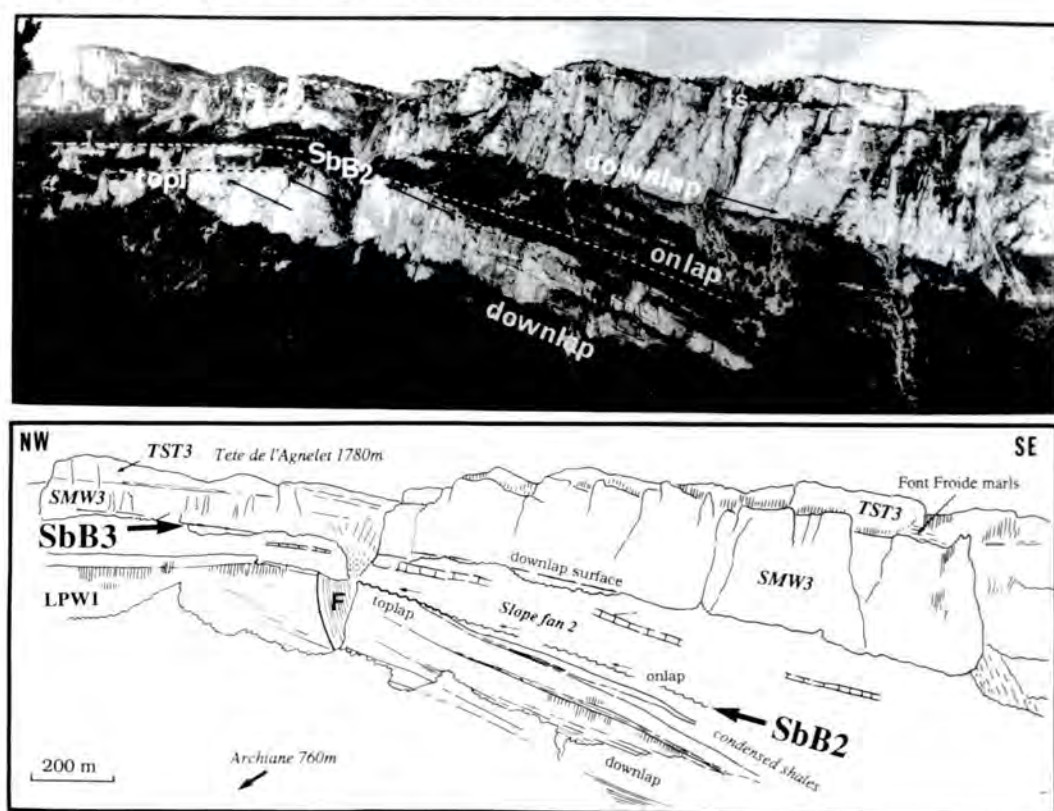 ts
ts
SbB2
topl
downlap
onlap
downlap
NW
SE
TST3
Tete de l'Agnelet 1780m
Font Froide marls
SMW3
TST3
SbB3
downlap surface
SMW3
LPW1
F
toplap
Slope fan 2
onlap
SbB2
condensed shales
200 m
Archiane 760m
downlap